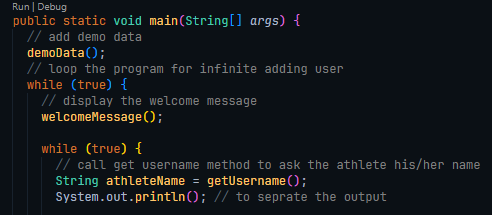 Run | Debug
public static void main(String[] args) {
// add demo data
demoData();
// loop the program for infinite adding user
while (true) {
// display the welcome message
welcomeMessage();
while (true) {
// call get username method to ask the athlete his/her name
String athleteName = getUsername();
System.out.println(); // to seprate the output